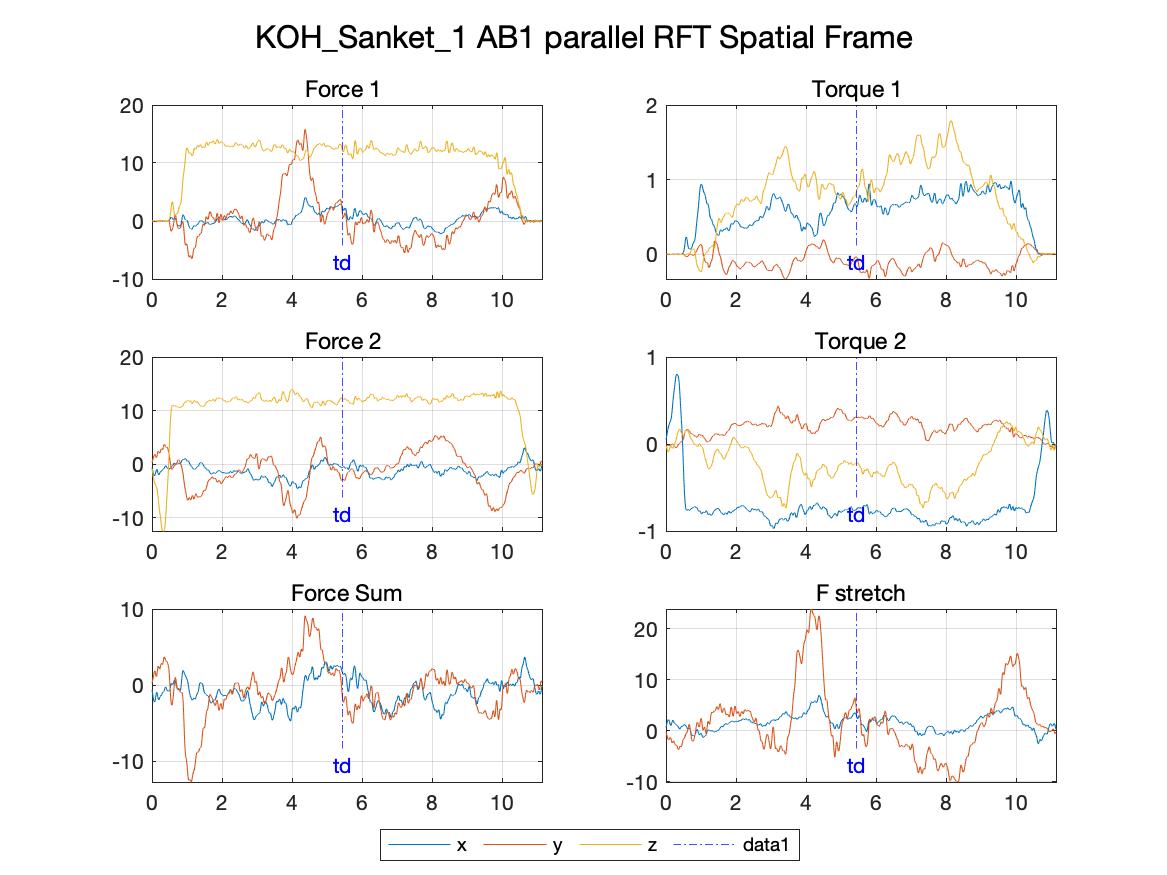 KOH_Sanket_1 AB1 parallel RFT Spatial Frame
Force 1
20
10
0
-10
td
0 2 4 6 8 10
Torque 1
2
1
0
td
0 2 4 6 8 10
Force 2
20
10
0
-10
td
0 2 4 6 8 10
Torque 2
1
0
-1
td
0 2 4 6 8 10
Force Sum
10
0
-10
td
0 2 4 6 8 10
F stretch
20
10
0
-10
td
0 2 4 6 8 10
x y z data1